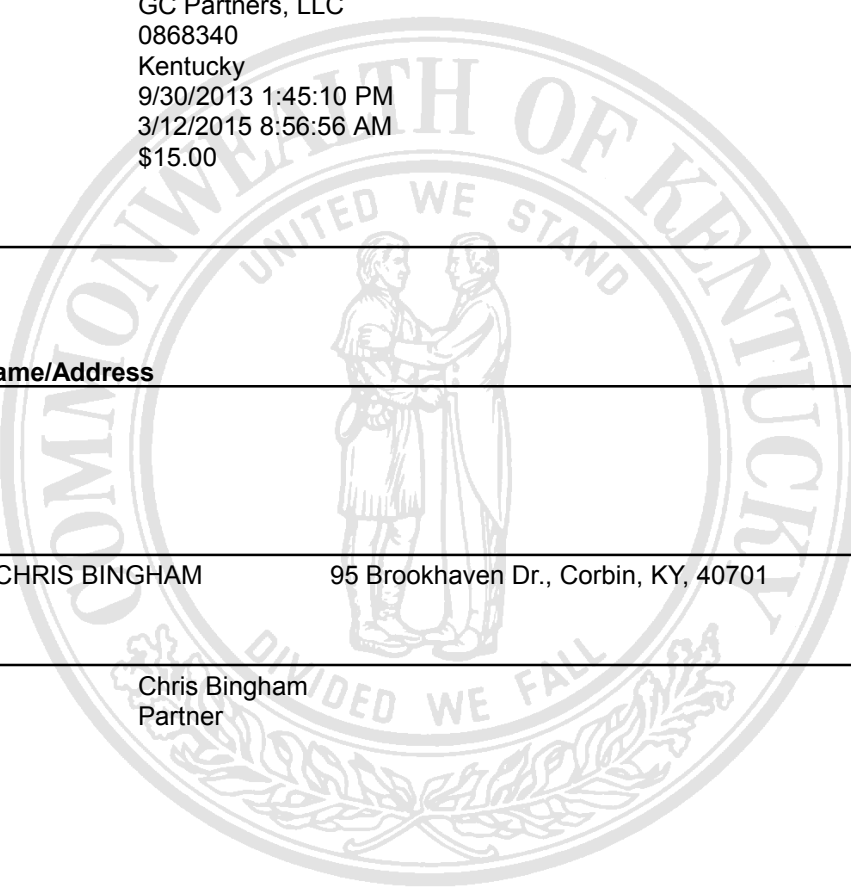 GC Partners, LLC
0868340
Kentucky
9/30/2013 1:45:10 PM
3/12/2015 8:56:56 AM
$15.00
COMMONWEALTH OF KENTUCKY
UNITED WE STAND
ame/Address
CHRIS BINGHAM 95 Brookhaven Dr., Corbin, KY, 40701
DIVIDED WE FALL
Chris Bingham
Partner